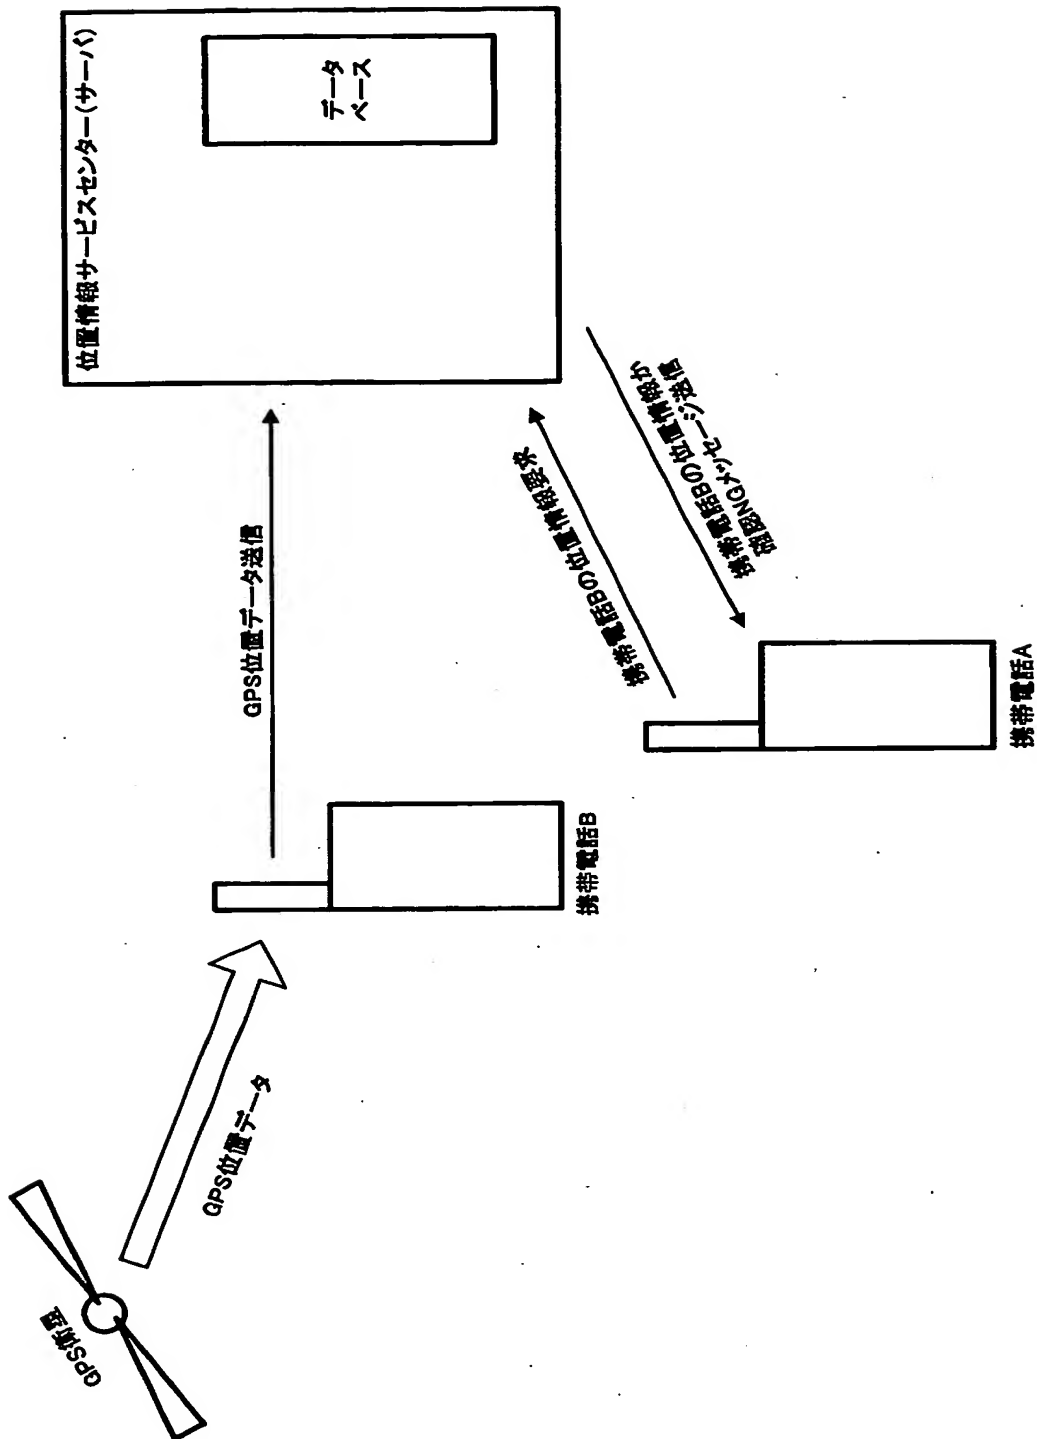 位置情報サービスセンター(サーバ)
データ
ベース
GPS位置データ送信
携帯電話Bの位置情報要求
携帯電話Bの位置情報か
確認NGメッセージ送信
GPS衛星
GPS位置データ
携帯電話B
携帯電話A